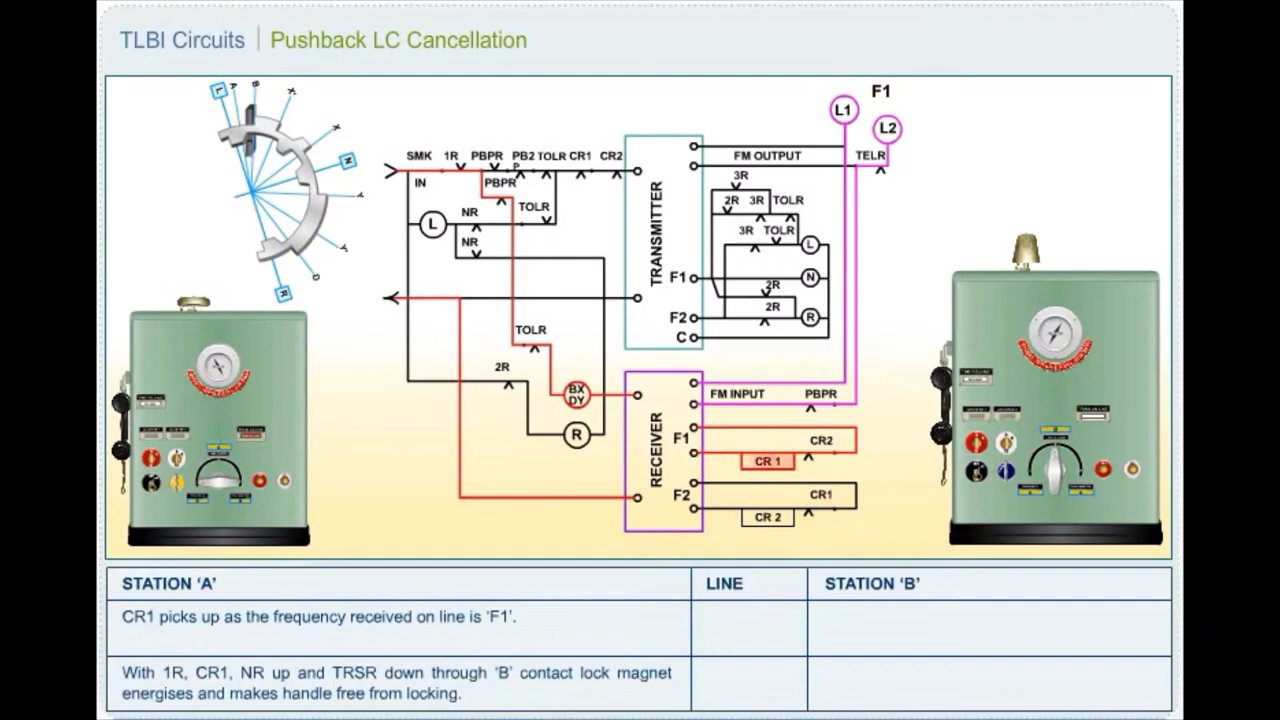 TLBI Circuits | Pushback LC Cancellation
F1
L1
L2
SMK 1R PBPR PB2 TOLR CR1 CR2
P
FM OUTPUT
TELR
IN
PBPR
3R
2R 3R TOLR
TOLR
NR
L
3R TOLR
L
NR
TRANSMITTER
F1
N
2R
2R
F2
R
C
TOLR
2R
BX
DY
FM INPUT
PBPR
R
RECEIVER
F1
CR2
CR 1
F2
CR1
CR 2
L
A
B
X'
X
N
Y
Y'
D
R
STATION ‘A’
LINE
STATION ‘B’
CR1 picks up as the frequency received on line is ‘F1’.
With 1R, CR1, NR up and TRSR down through ‘B’ contact lock magnet
energises and makes handle free from locking.